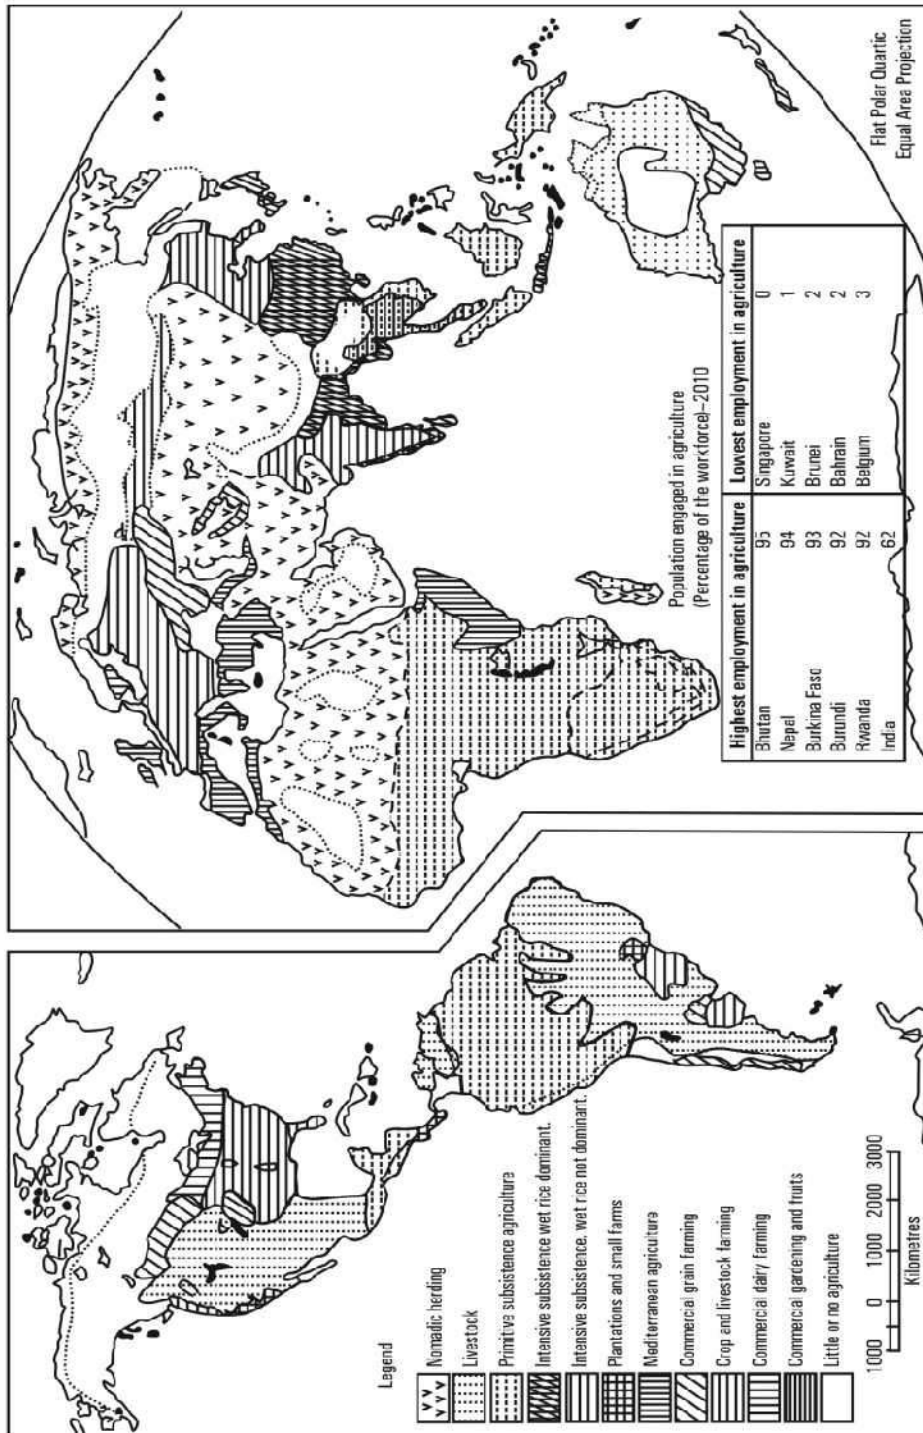 Legend
Nomadic herding
Livestock
Primitive subsistence agriculture
Intensive subsistence wet rice dominant.
Intensive subsistence. wet rice not dominant.
Plantations and small farms
Mediterranean agriculture
Commercial grain farming
Crop and livestock farming
Commercial dairy farming
Commercial gardening and fruits
Little or no agriculture
1000 0 1000 2000 3000
Kilometres
Population engaged in agriculture
(Percentage of the workforce)–2010
Highest employment in agriculture Lowest employment in agriculture
Bhutan 95 Singapore 0
Nepal 94 Kuwait 1
Burkina Faso 93 Brunei 2
Burundi 92 Bahrain 2
Rwanda 92 Belgium 3
India 62
Flat Polar Quartic
Equal Area Projection